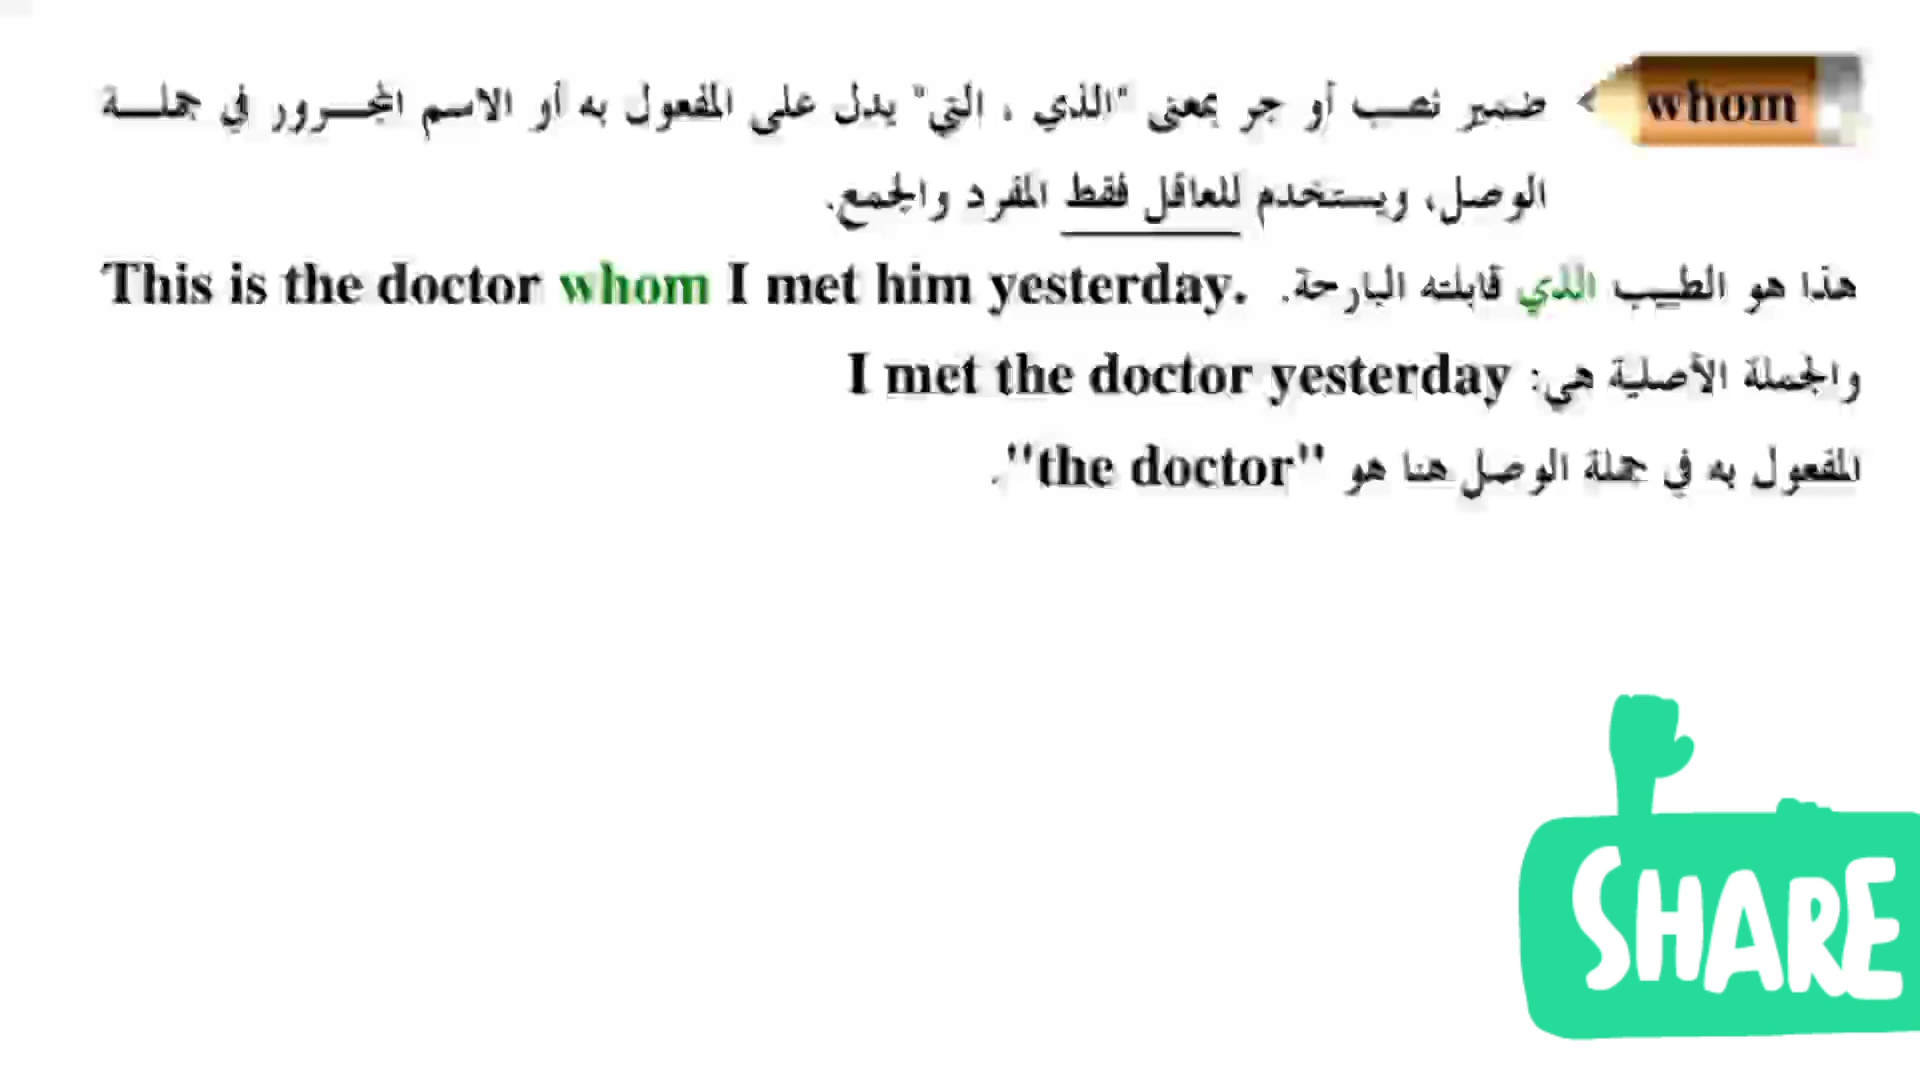 whom ضمير نصب أو جر بمعنى "الذي ، التي" يدل على المفعول به أو الاسم المجرور في جملة
الوصل، ويستخدم للعاقل فقط المفرد والجمع.
This is the doctor whom I met him yesterday. هذا هو الطبيب الذي قابلته البارحة.
والجملة الأصلية هي: I met the doctor yesterday
المفعول به في جملة الوصل هنا هو "the doctor".
SHARE